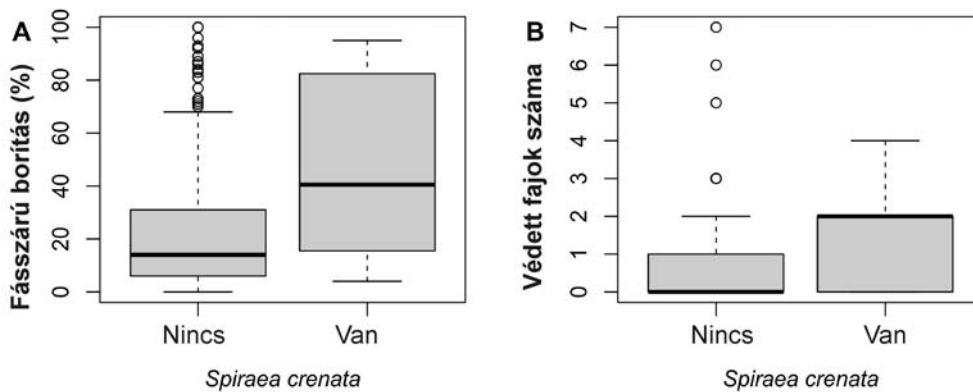 A
Fásszárú borítás (%)
100
80
60
40
20
0
Nincs
Van
Spiraea crenata
B
Védett fajok száma
7
6
5
4
3
2
1
0
Nincs
Van
Spiraea crenata